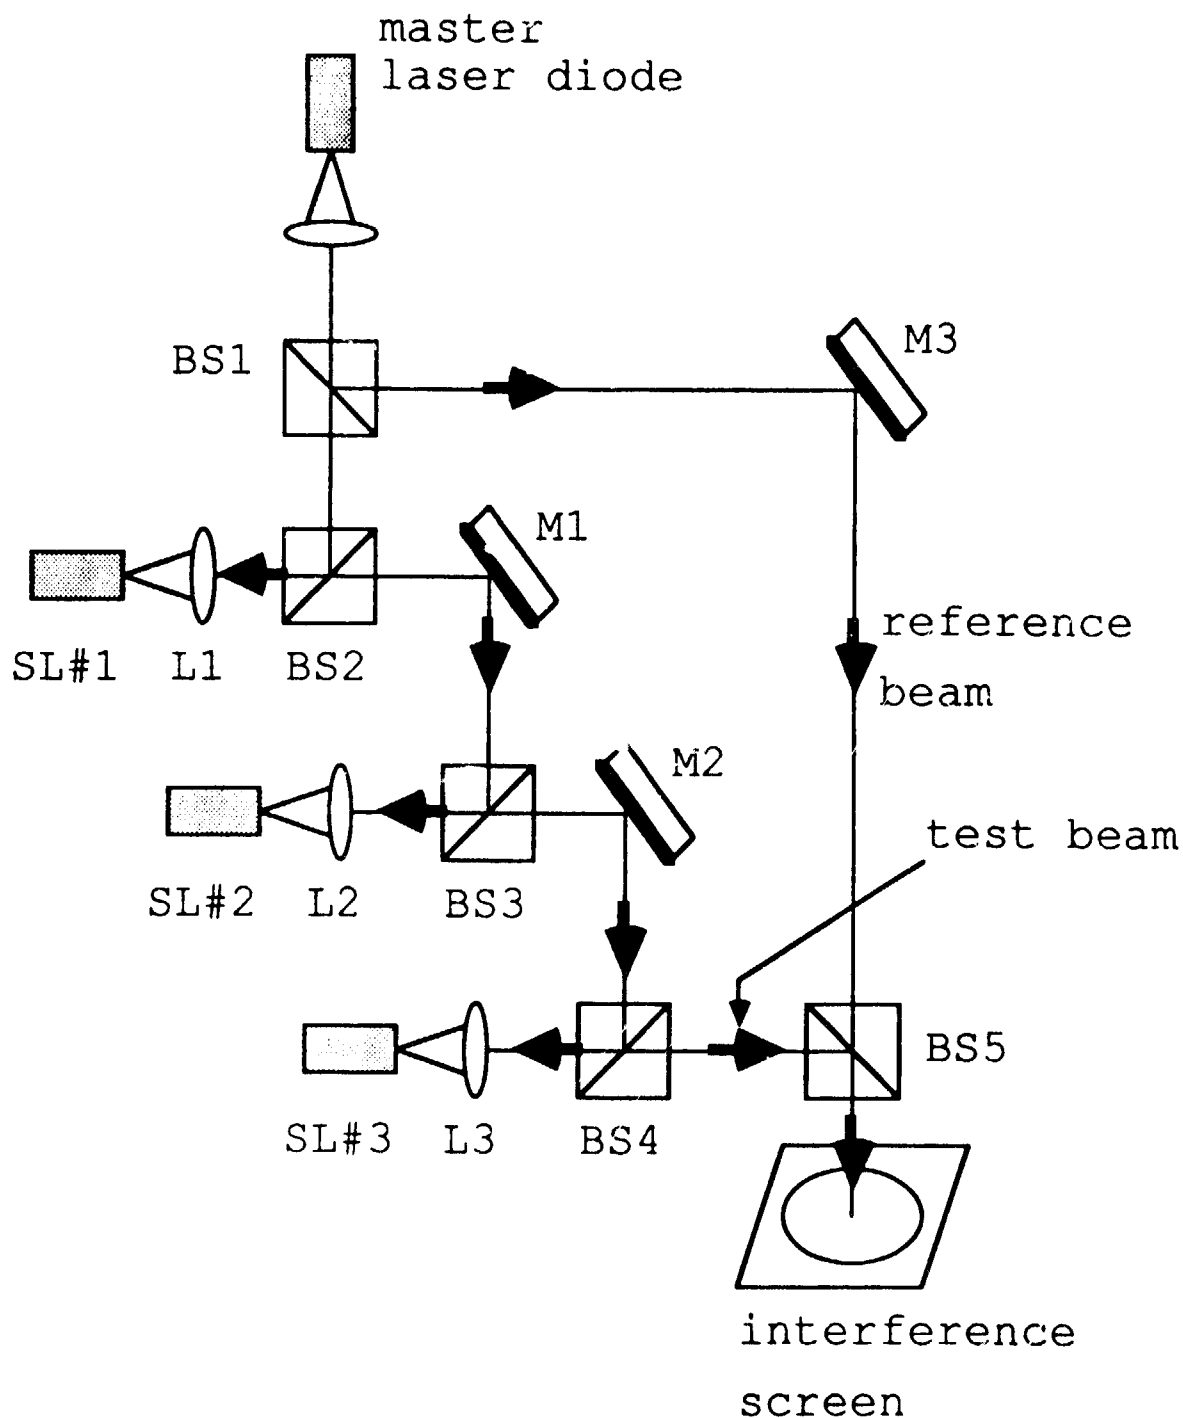 master
laser diode
BS1
M3
M1
SL#1
L1
BS2
reference
beam
M2
test beam
SL#2
L2
BS3
BS5
SL#3
L3
BS4
interference
screen